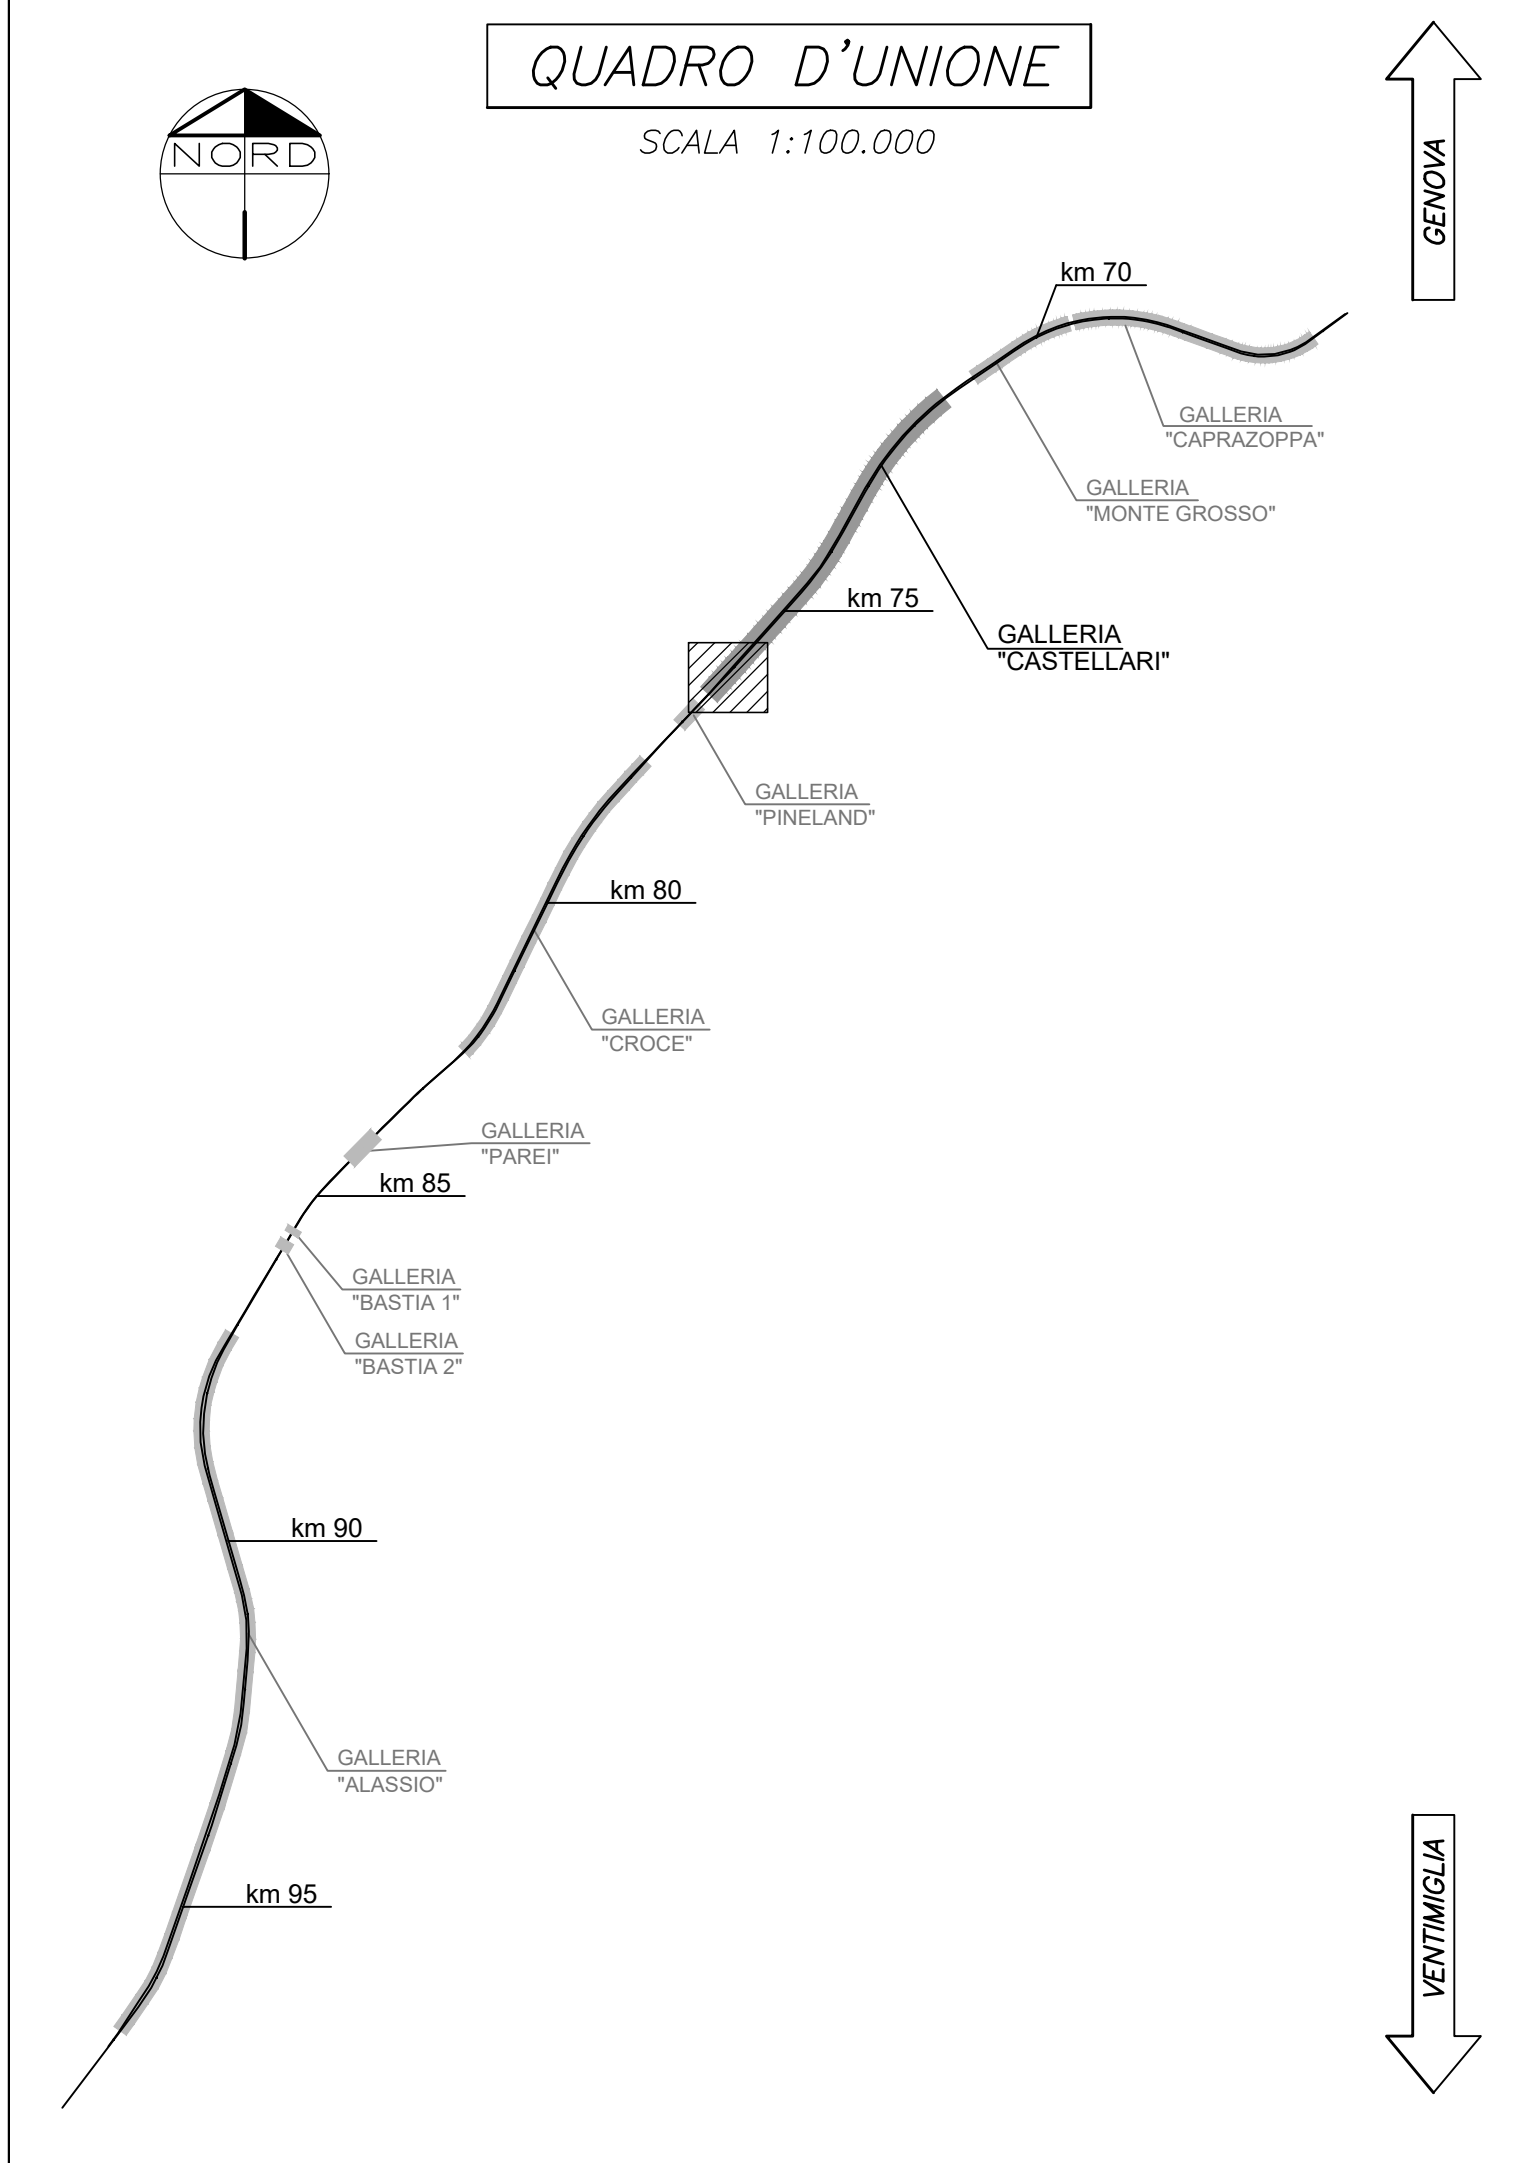 QUADRO D'UNIONE
SCALA 1:100.000
NORD
GENOVA
km 70
GALLERIA
"CAPRAZOPPA"
GALLERIA
"MONTE GROSSO"
km 75
GALLERIA
"CASTELLARI"
GALLERIA
"PINELAND"
km 80
GALLERIA
"CROCE"
GALLERIA
"PAREI"
km 85
GALLERIA
"BASTIA 1"
GALLERIA
"BASTIA 2"
km 90
GALLERIA
"ALASSIO"
km 95
VENTIMIGLIA